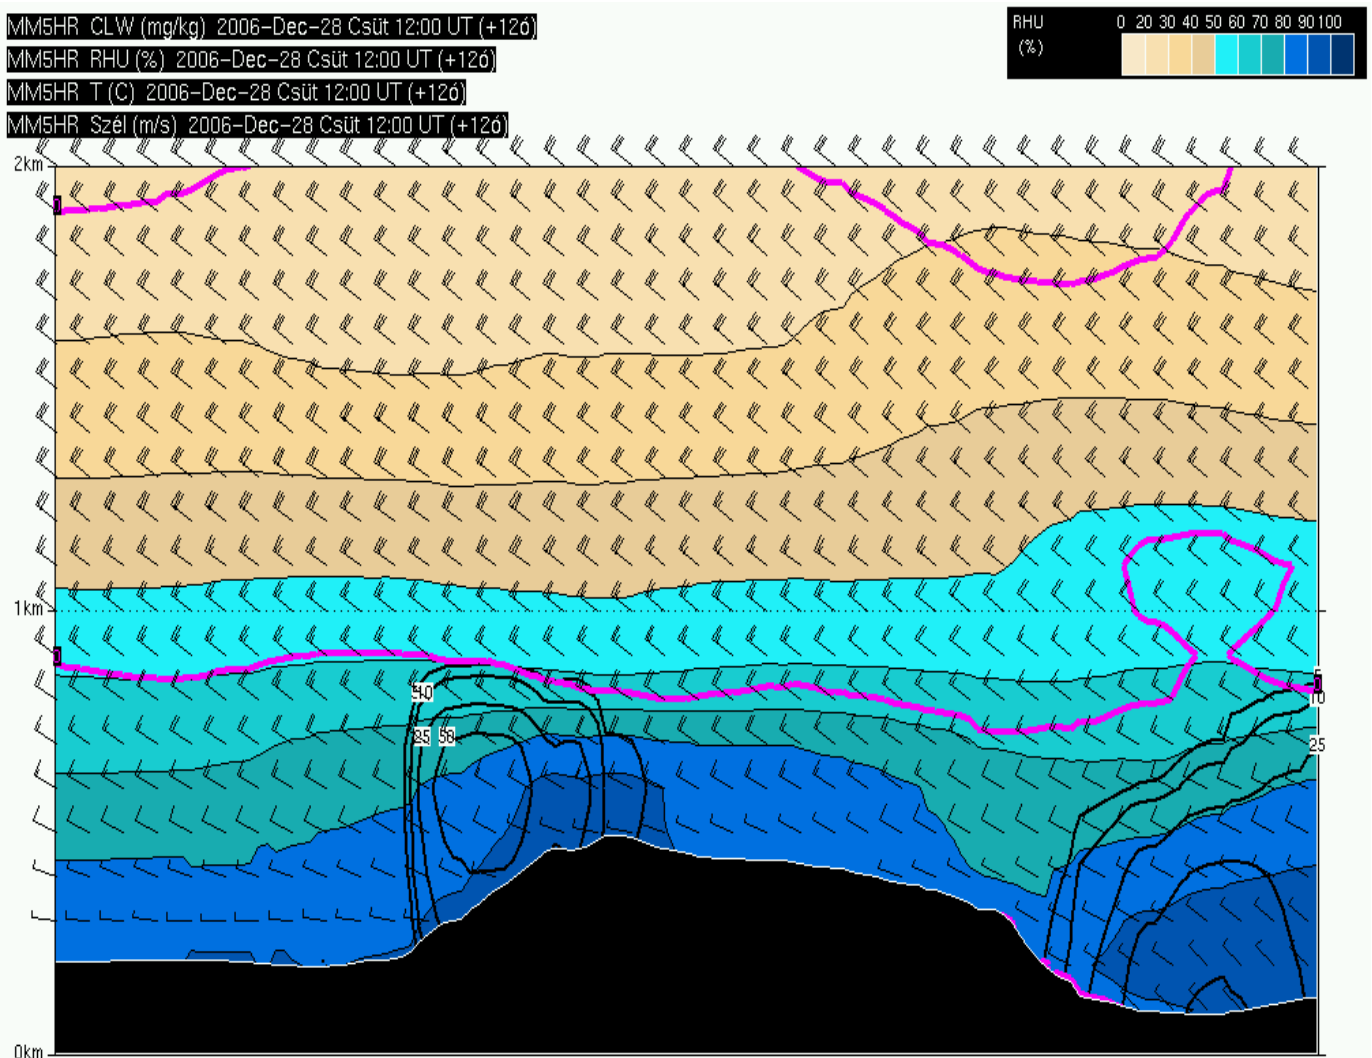 MM5HR CLW (mg/kg) 2006-Dec-28 Csüt 12:00 UT (+12ó)
MM5HR RHU (%) 2006-Dec-28 Csüt 12:00 UT (+12ó)
MM5HR T (C) 2006-Dec-28 Csüt 12:00 UT (+12ó)
MM5HR Szél (m/s) 2006-Dec-28 Csüt 12:00 UT (+12ó)
RHU 0 20 30 40 50 60 70 80 90 100
(%)
2km
1km
10
25
25
0km